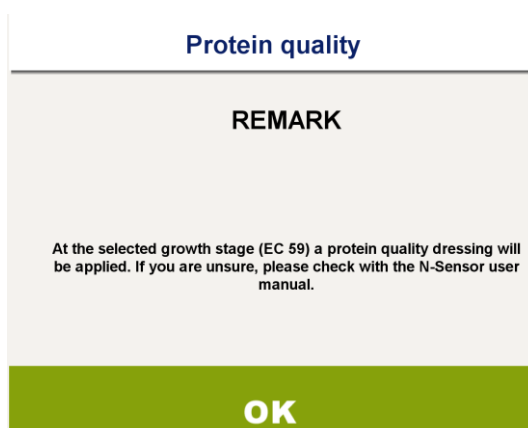 Protein quality
REMARK
At the selected growth stage (EC 59) a protein quality dressing will
be applied. If you are unsure, please check with the N-Sensor user
manual.
OK